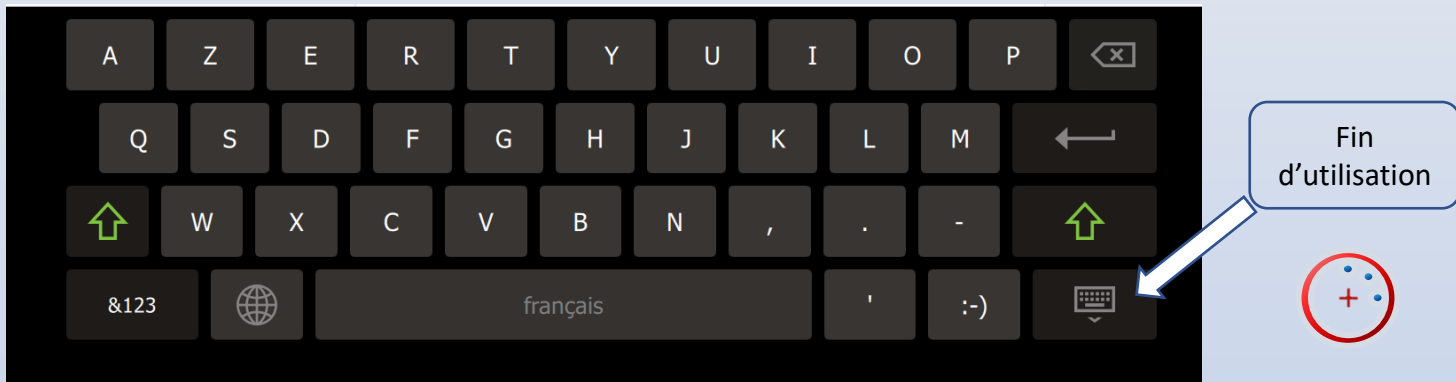 A Z E R T Y U I O P
Q S D F G H J K L M
Fin
d'utilisation
W X C V B N , . -
&123 français ' :-)